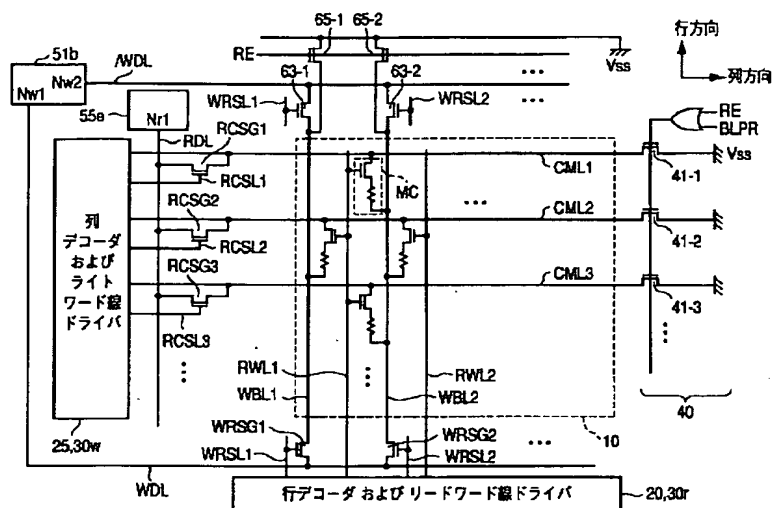 51b
Nw1
Nw2
/WDL
RE
65-1
65-2
Vss
行方向
列方向
63-1
63-2
WRSL1
WRSL2
...
55e
Nr1
RDL
RCSG1
RCSL1
RCSG2
RCSL2
RCSG3
RCSL3
列
デコーダ
および
ライト
ワード線
ドライバ
25,30w
MC
CML1
CML2
CML3
...
RE
BLPR
Vss
41-1
41-2
41-3
40
10
RWL1
RWL2
WBL1
WBL2
WRSG1
WRSG2
WRSL1
WRSL2
...
WDL
行デコーダ および リードワード線ドライバ
20,30r